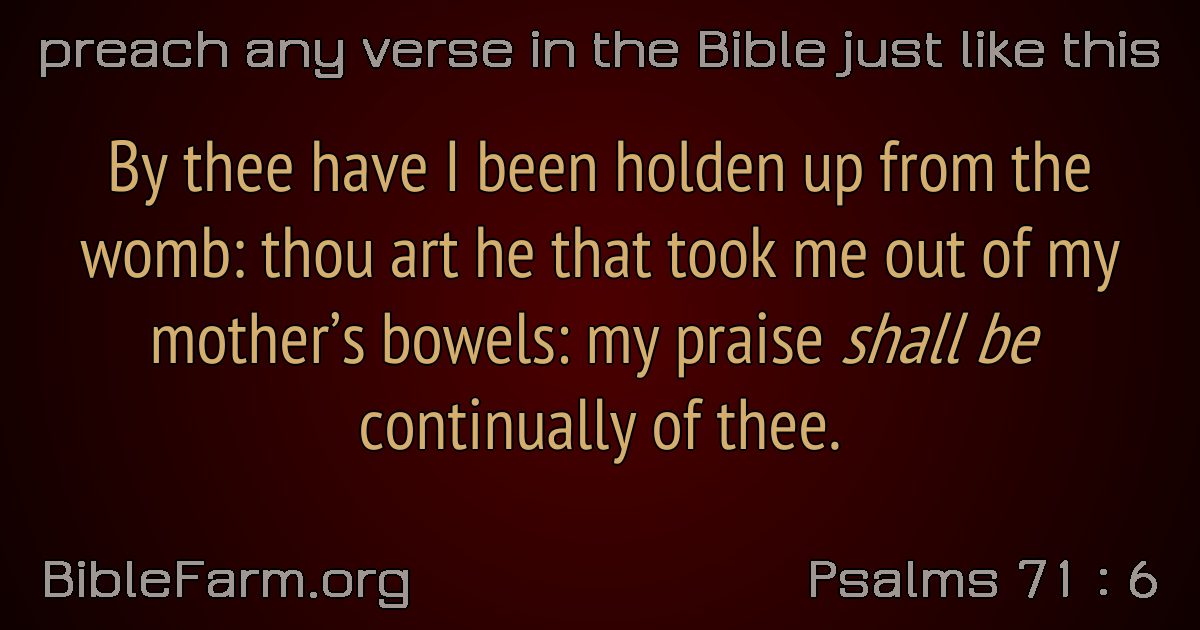 preach any verse in the Bible just like this
By thee have I been holden up from the
womb: thou art he that took me out of my
mother’s bowels: my praise shall be
continually of thee.
BibleFarm.org
Psalms 71 : 6